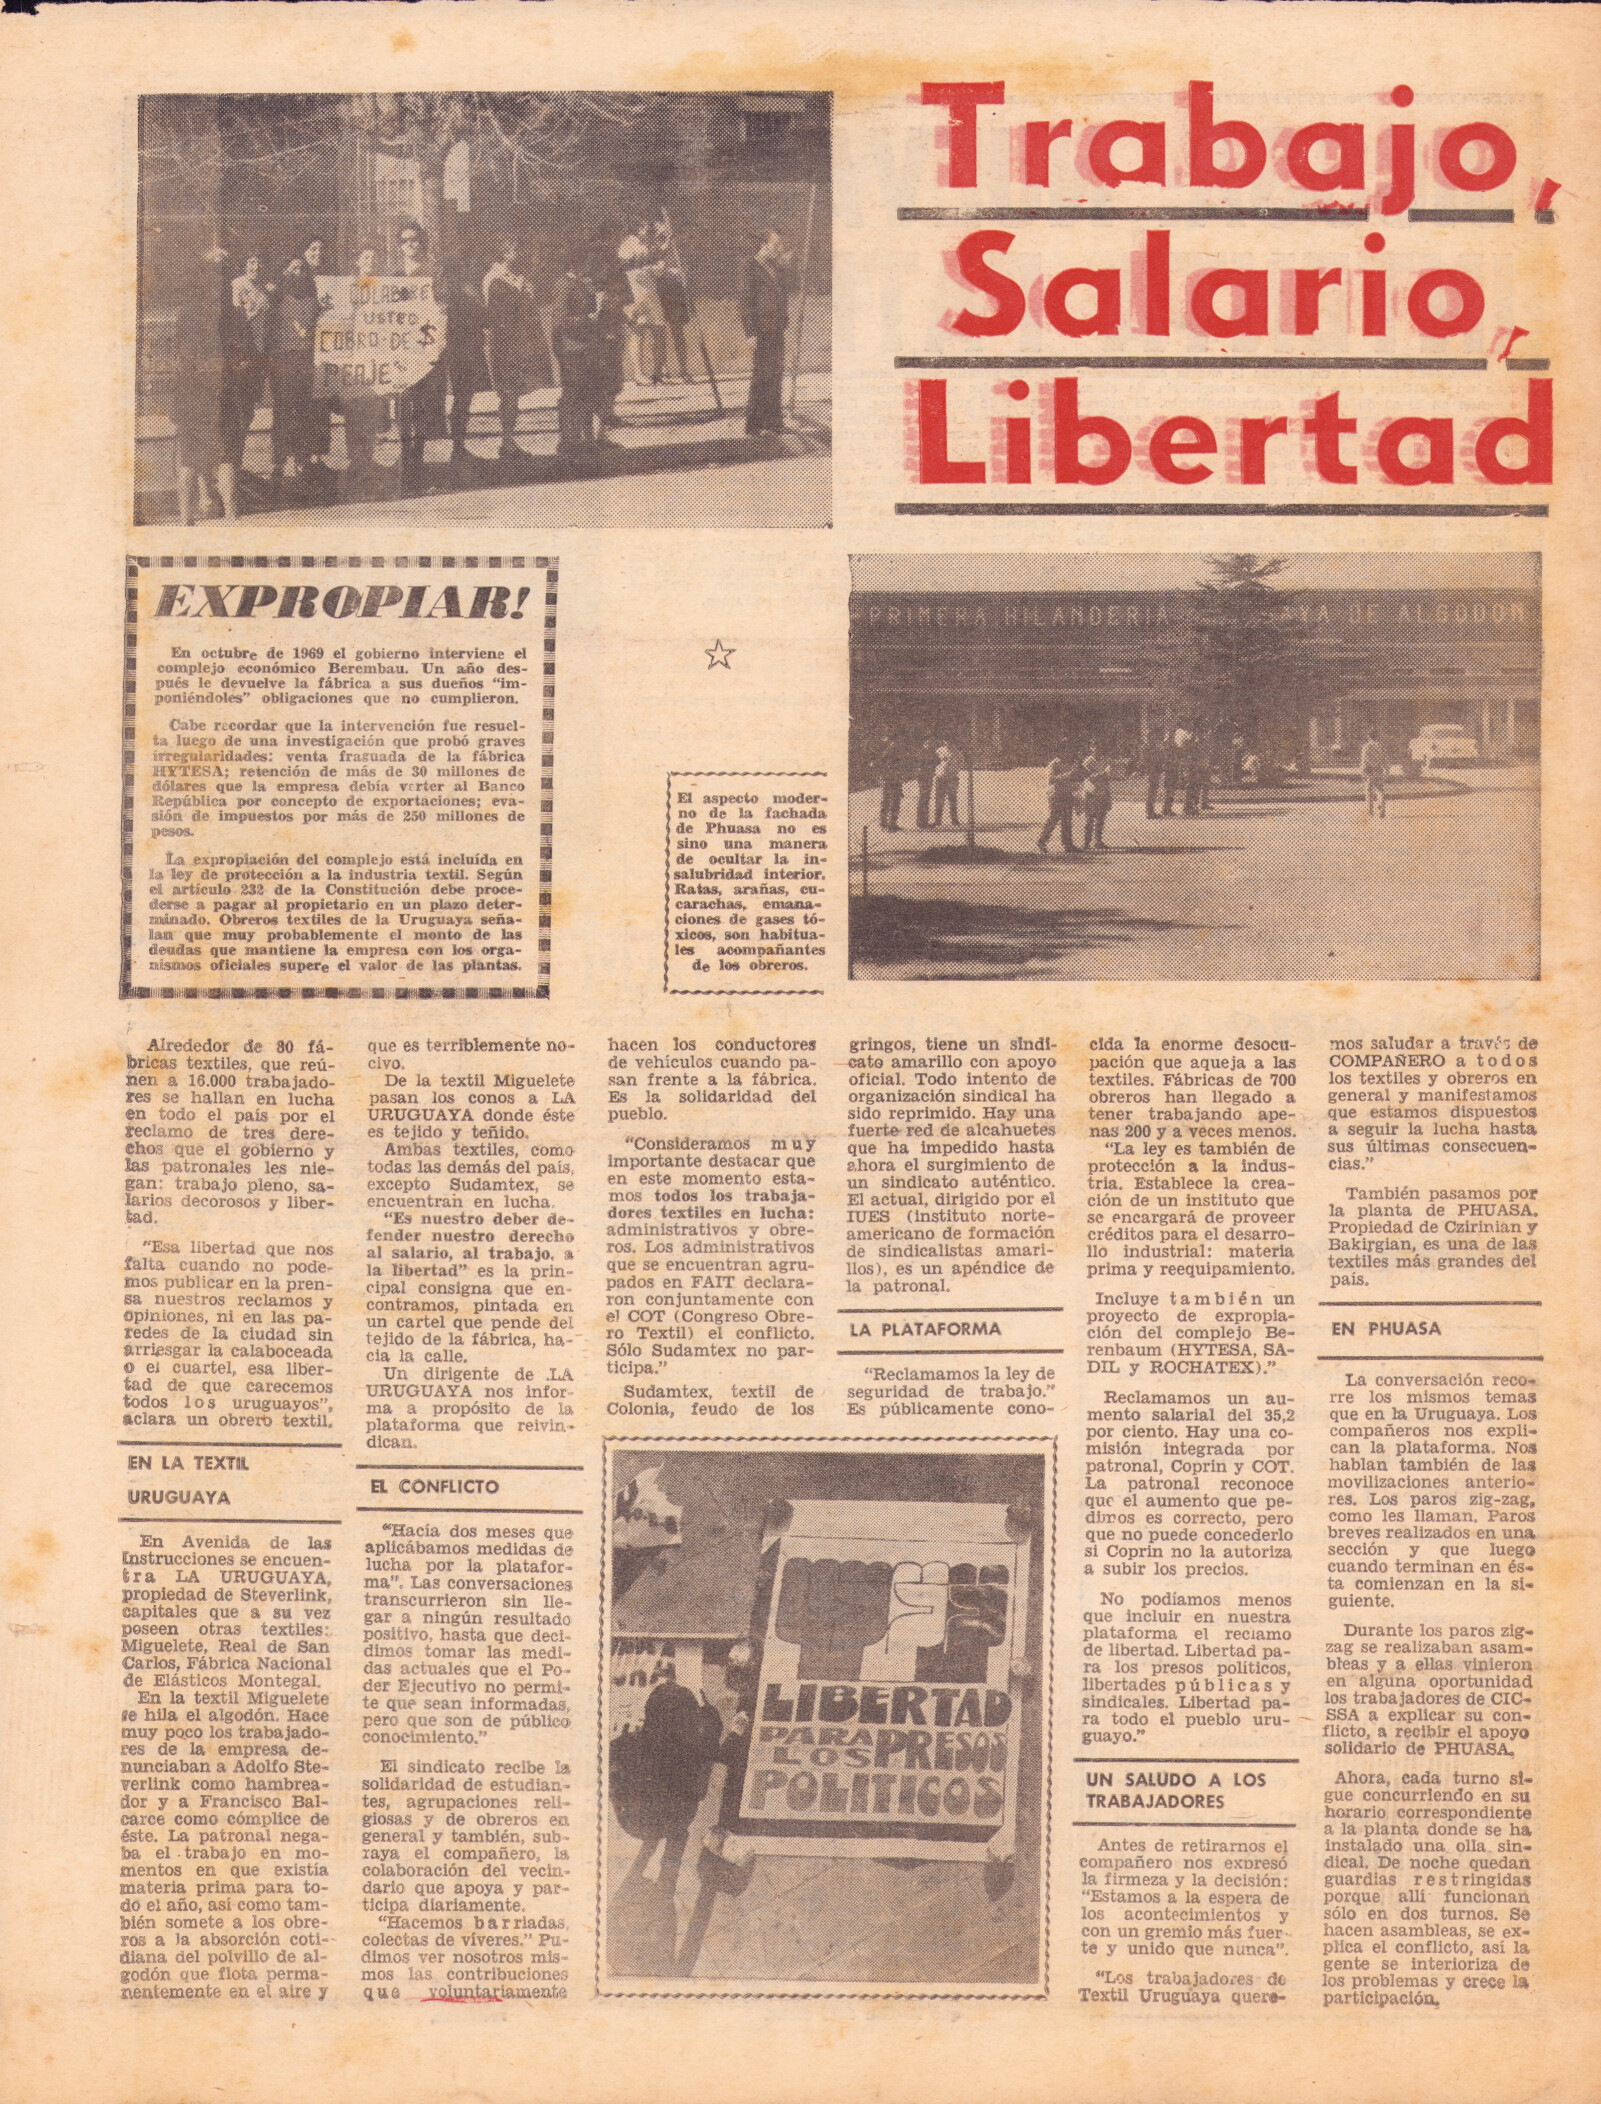 Trabajo,
Salario,
Libertad
$ COLABORE
USTED
COBRO DE $
PEAJE
EXPROPIAR!
En octubre de 1969 el gobierno interviene el
complejo económico Berembau. Un año des-
pués le devuelve la fábrica a sus dueños "im-
poniéndoles" obligaciones que no cumplieron.
Cabe recordar que la intervención fue resuel-
ta luego de una investigación que probó graves
irregularidades: venta fraguada de la fábrica
HYTESA; retención de más de 30 millones de
dólares que la empresa debía verter al Banco
República por concepto de exportaciones; eva-
sión de impuestos por más de 250 millones de
pesos.
La expropiación del complejo está incluída en
la ley de protección a la industria textil. Según
el artículo 232 de la Constitución debe proce-
derse a pagar al propietario en un plazo deter-
minado. Obreros textiles de la Uruguaya seña-
lan que muy probablemente el monto de las
deudas que mantiene la empresa con los orga-
nismos oficiales supere el valor de las plantas.
El aspecto moder-
no de la fachada
de Phuasa no es
sino una manera
de ocultar la in-
salubridad interior.
Ratas, arañas, cu-
carachas, emana-
ciones de gases tó-
xicos, son habitua-
les acompañantes
de los obreros.
PRIMERA HILANDERIA
DE ALGODON
Alrededor de 30 fá-
bricas textiles, que reú-
nen a 16.000 trabajado-
res se hallan en lucha
en todo el país por el
reclamo de tres dere-
chos que el gobierno y
las patronales les nie-
gan: trabajo pleno, sa-
larios decorosos y liber-
tad.
"Esa libertad que nos
falta cuando no pode-
mos publicar en la pren-
sa nuestros reclamos y
opiniones, ni en las pa-
redes de la ciudad sin
arriesgar la calaboceada
o el cuartel, esa liber-
tad de que carecemos
todos los uruguayos",
aclara un obrero textil.
EN LA TEXTIL
URUGUAYA
En Avenida de las
Instrucciones se encuen-
tra LA URUGUAYA,
propiedad de Steverlink,
capitales que a su vez
poseen otras textiles:
Miguelete, Real de San
Carlos, Fábrica Nacional
de Elásticos Montegal.
En la textil Miguelete
se hila el algodón. Hace
muy poco los trabajado-
res de la empresa de-
nunciaban a Adolfo Ste-
verlink como hambrea-
dor y a Francisco Bal-
carce como cómplice de
éste. La patronal nega-
ba el trabajo en mo-
mentos en que existía
materia prima para to-
do el año, así como tam-
bién somete a los obre-
ros a la absorción coti-
diana del polvillo de al-
godón que flota perma-
nentemente en el aire y
que es terriblemente no-
civo.
De la textil Miguelete
pasan los conos a LA
URUGUAYA donde éste
es tejido y teñido.
Ambas textiles, como
todas las demás del país,
excepto Sudamtex, se
encuentran en lucha.
"Es nuestro deber de-
fender nuestro derecho
al salario, al trabajo, a
la libertad" es la prin-
cipal consigna que en-
contramos, pintada en
un cartel que pende del
tejido de la fábrica, ha-
cia la calle.
Un dirigente de .LA
URUGUAYA nos infor-
ma a propósito de la
plataforma que reivin-
dican.
EL CONFLICTO
"Hacía dos meses que
aplicábamos medidas de
lucha por la platafor-
ma". Las conversaciones
transcurrieron sin lle-
gar a ningún resultado
positivo, hasta que deci-
dimos tomar las medi-
das actuales que el Po-
der Ejecutivo no permi-
te que sean informadas,
pero que son de público
conocimiento."
El sindicato recibe la
solidaridad de estudian-
tes, agrupaciones reli-
giosas y de obreros en
general y también, sub-
raya el compañero, la
colaboración del vecin-
dario que apoya y par-
ticipa diariamente.
"Hacemos barriadas,
colectas de víveres." Pu-
dimos ver nosotros mis-
mos las contribuciones
que voluntariamente
hacen los conductores
de vehículos cuando pa-
san frente a la fábrica.
Es la solidaridad del
pueblo.
"Consideramos muy
importante destacar que
en este momento esta-
mos todos los trabaja-
dores textiles en lucha:
administrativos y obre-
ros. Los administrativos
que se encuentran agru-
pados en FAIT declara-
ron conjuntamente con
el COT (Congreso Obre-
ro Textil) el conflicto.
Sólo Sudamtex no par-
ticipa."
Sudamtex, textil de
Colonia, feudo de los
gringos, tiene un sindi-
cato amarillo con apoyo
oficial. Todo intento de
organización sindical ha
sido reprimido. Hay una
fuerte red de alcahuetes
que ha impedido hasta
ahora el surgimiento de
un sindicato auténtico.
El actual, dirigido por el
IUES (instituto norte-
americano de formación
de sindicalistas amari-
llos), es un apéndice de
la patronal.
LA PLATAFORMA
"Reclamamos la ley de
seguridad de trabajo."
Es públicamente cono-
LIBERTAD
PARA
LOS PRESOS
POLITICOS
cida la enorme desocu-
pación que aqueja a las
textiles. Fábricas de 700
obreros han llegado a
tener trabajando ape-
nas 200 y a veces menos.
"La ley es también de
protección a la indus-
tria. Establece la crea-
ción de un instituto que
se encargará de proveer
créditos para el desarro-
llo industrial: materia
prima y reequipamiento.
Incluye también un
proyecto de expropia-
ción del complejo Be-
renbaum (HYTESA, SA-
DIL y ROCHATEX)."
Reclamamos un au-
mento salarial del 35,2
por ciento. Hay una co-
misión integrada por
patronal, Coprin y COT.
La patronal reconoce
que el aumento que pe-
dimos es correcto, pero
que no puede concederlo
si Coprin no la autoriza
a subir los precios.
No podíamos menos
que incluir en nuestra
plataforma el reclamo
de libertad. Libertad pa-
ra los presos políticos,
libertades públicas y
sindicales. Libertad pa-
ra todo el pueblo uru-
guayo."
UN SALUDO A LOS
TRABAJADORES
Antes de retirarnos el
compañero nos expresó
la firmeza y la decisión:
"Estamos a la espera de
los acontecimientos y
con un gremio más fuer-
te y unido que nunca".
"Los trabajadores de
Textil Uruguaya quere-
mos saludar a través de
COMPAÑERO a todos
los textiles y obreros en
general y manifestamos
que estamos dispuestos
a seguir la lucha hasta
sus últimas consecuen-
cias."
También pasamos por
la planta de PHUASA.
Propiedad de Czirinian y
Bakirgian, es una de las
textiles más grandes del
país.
EN PHUASA
La conversación reco-
rre los mismos temas
que en la Uruguaya. Los
compañeros nos expli-
can la plataforma. Nos
hablan también de las
movilizaciones anterio-
res. Los paros zig-zag,
como les llaman. Paros
breves realizados en una
sección y que luego
cuando terminan en és-
ta comienzan en la si-
guiente.
Durante los paros zig-
zag se realizaban asam-
bleas y a ellas vinieron
en alguna oportunidad
los trabajadores de CIC-
SSA a explicar su con-
flicto, a recibir el apoyo
solidario de PHUASA.
Ahora, cada turno si-
gue concurriendo en su
horario correspondiente
a la planta donde se ha
instalado una olla sin-
dical. De noche quedan
guardias restringidas
porque allí funcionan
sólo en dos turnos. Se
hacen asambleas, se ex-
plica el conflicto, así la
gente se interioriza de
los problemas y crece la
participación.